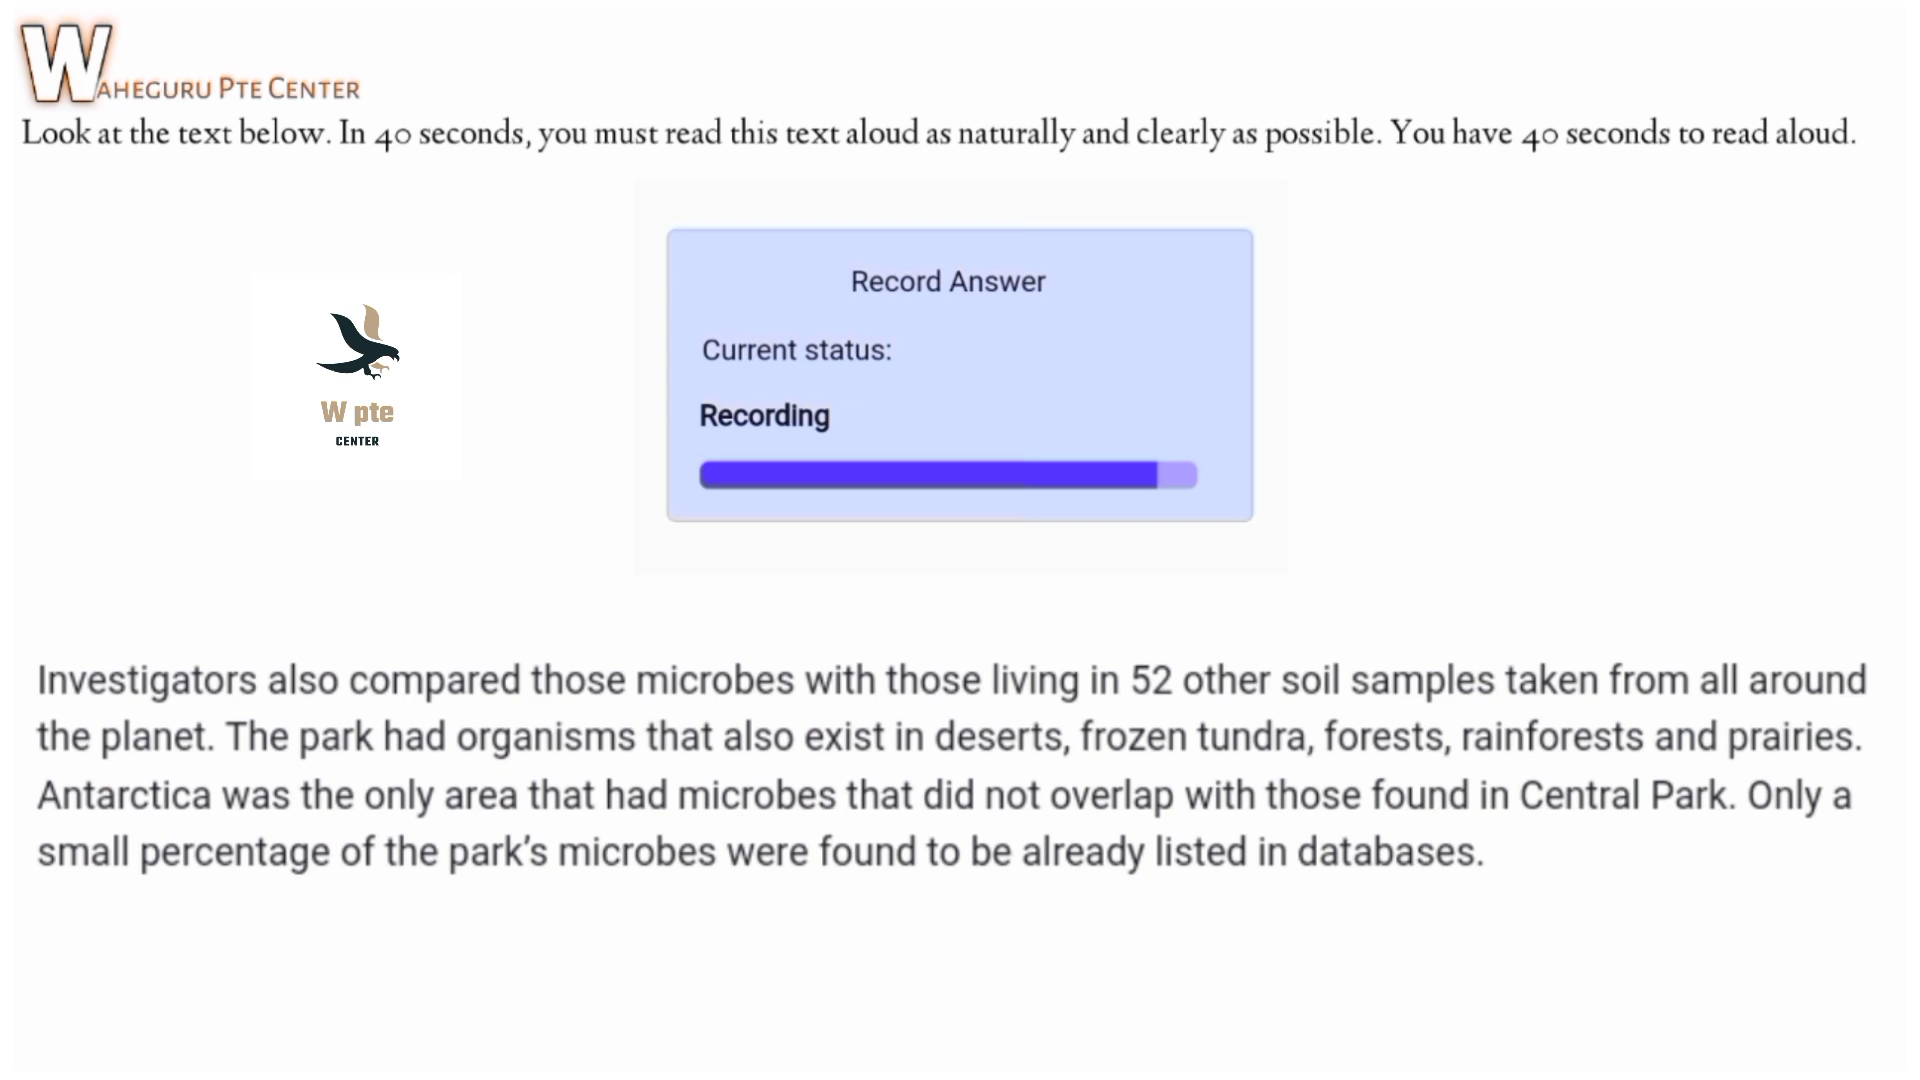 WAHEGURU PTE CENTER
Look at the text below. In 40 seconds, you must read this text aloud as naturally and clearly as possible. You have 40 seconds to read aloud.
Record Answer
Current status:
Recording
W pte
CENTER
Investigators also compared those microbes with those living in 52 other soil samples taken from all around
the planet. The park had organisms that also exist in deserts, frozen tundra, forests, rainforests and prairies.
Antarctica was the only area that had microbes that did not overlap with those found in Central Park. Only a
small percentage of the park’s microbes were found to be already listed in databases.